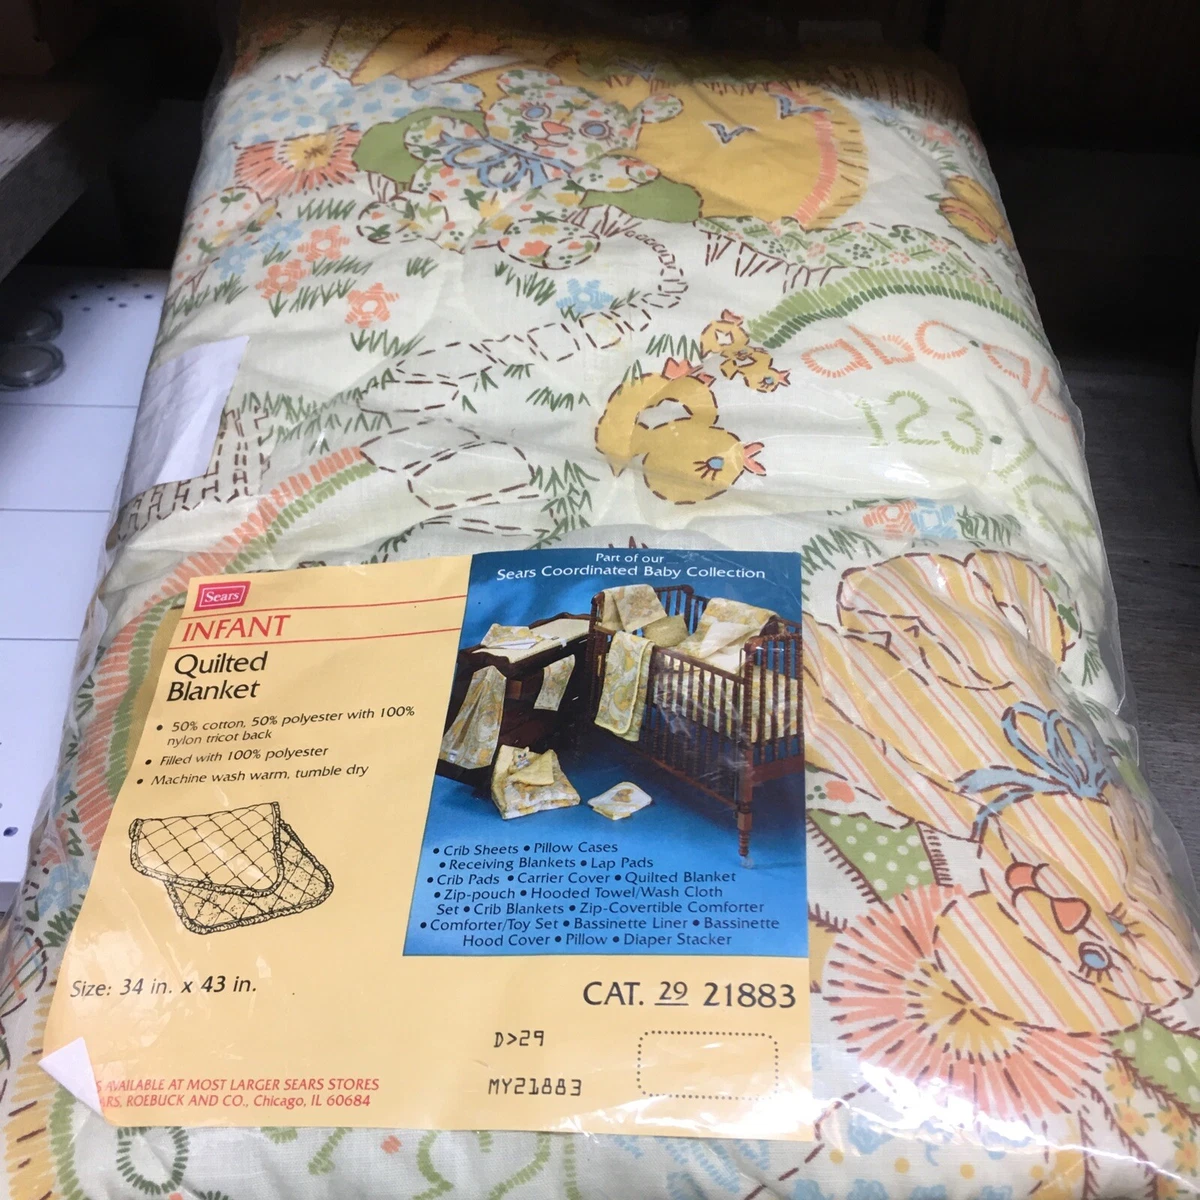 abc.ab
123.
Sears
INFANT
Quilted
Blanket
• 50% cotton, 50% polyester with 100%
nylon tricot back
• Filled with 100% polyester
• Machine wash warm, tumble dry
Part of our
Sears Coordinated Baby Collection
• Crib Sheets • Pillow Cases
• Receiving Blankets • Lap Pads
• Crib Pads • Carrier Cover • Quilted Blanket
• Zip-pouch • Hooded Towel/Wash Cloth
Set • Crib Blankets • Zip-Covertible Comforter
• Comforter/Toy Set • Bassinette Liner • Bassinette
Hood Cover • Pillow • Diaper Stacker
Size: 34 in. x 43 in.
CAT. 29 21883
D>29
MY21883
AVAILABLE AT MOST LARGER SEARS STORES
ARS, ROEBUCK AND CO., Chicago, IL 60684